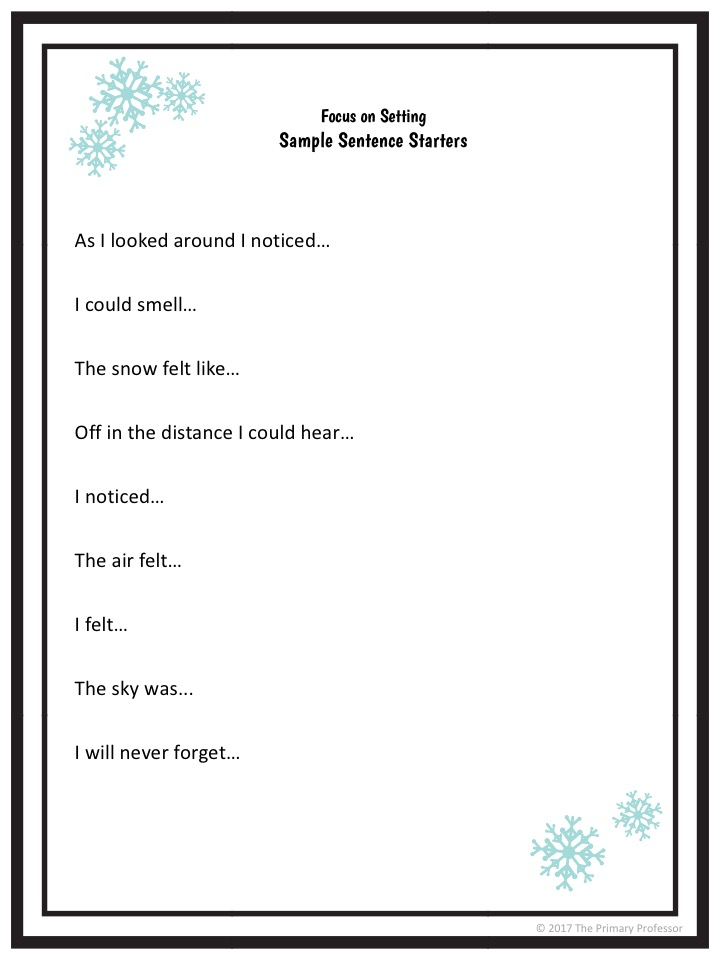 Focus on Setting
Sample Sentence Starters
As I looked around I noticed…
I could smell…
The snow felt like…
Off in the distance I could hear…
I noticed…
The air felt…
I felt…
The sky was...
I will never forget…
© 2017 The Primary Professor